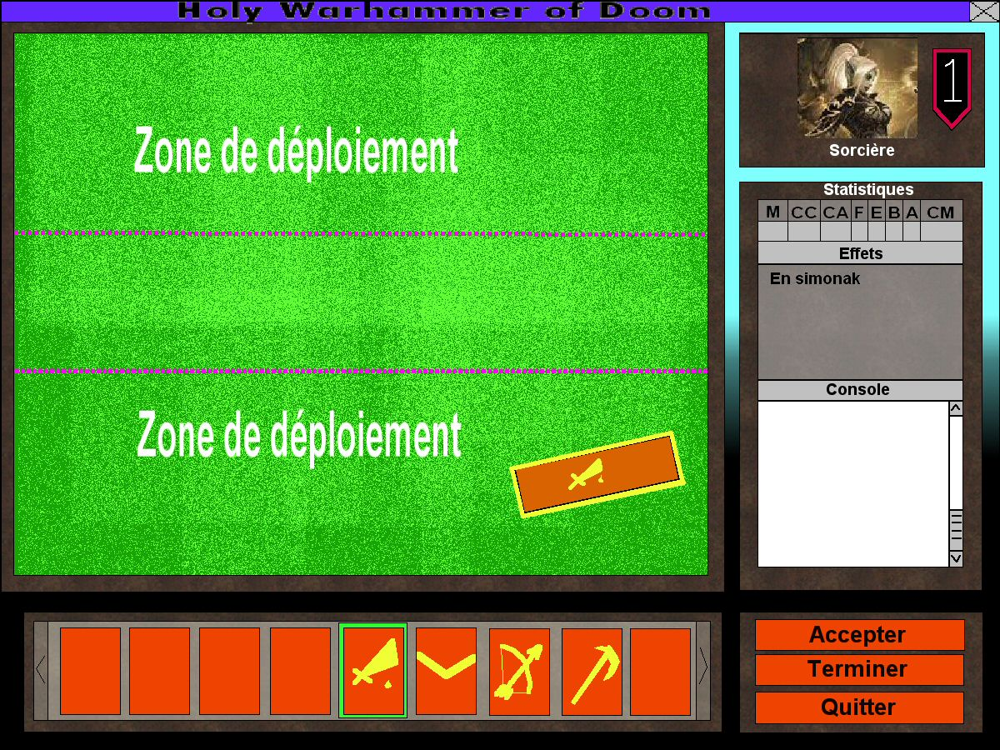 Holy Warhammer of Doom
Zone de déploiement
Zone de déploiement
1
Sorcière
Statistiques
M CC CA F E B A CM
Effets
En simonak
Console
Accepter
Terminer
Quitter